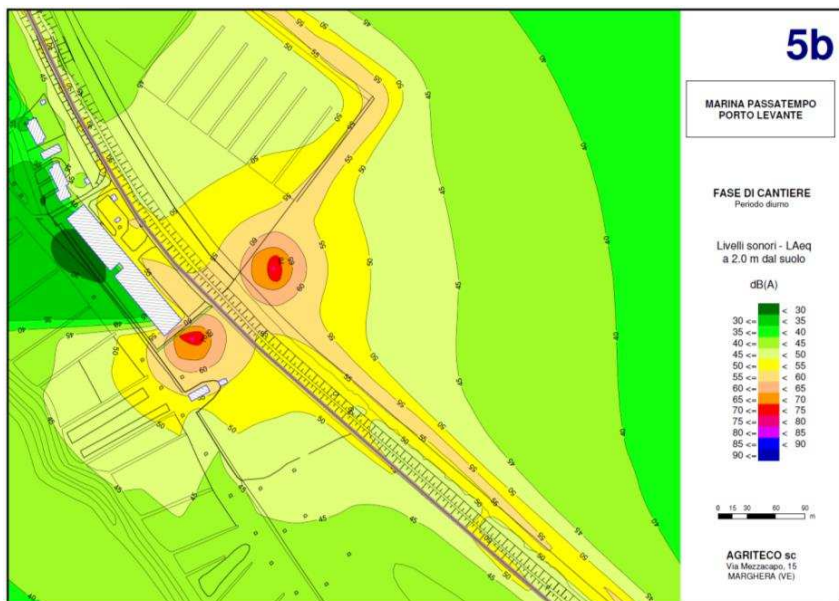 5b
MARINA PASSATEMPO
PORTO LEVANTE
FASE DI CANTIERE
Periodo diurno
Livelli sonori - LAeq
a 2.0 m dal suolo
dB(A)
< 30
30 <= < 35
35 <= < 40
40 <= < 45
45 <= < 50
50 <= < 55
55 <= < 60
60 <= < 65
65 <= < 70
70 <= < 75
75 <= < 80
80 <= < 85
85 <= < 90
90 <=
0 15 30 60 90
m
AGRITECO sc
Via Mezzacapo, 15
MARGHERA (VE)